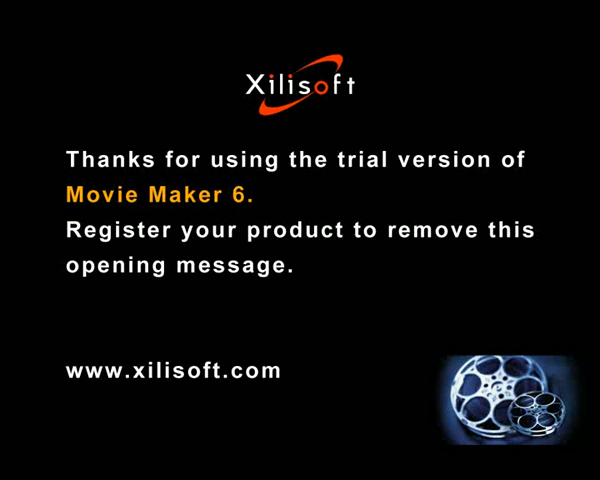 Xilisoft
Thanks for using the trial version of
Movie Maker 6.
Register your product to remove this
opening message.
www.xilisoft.com